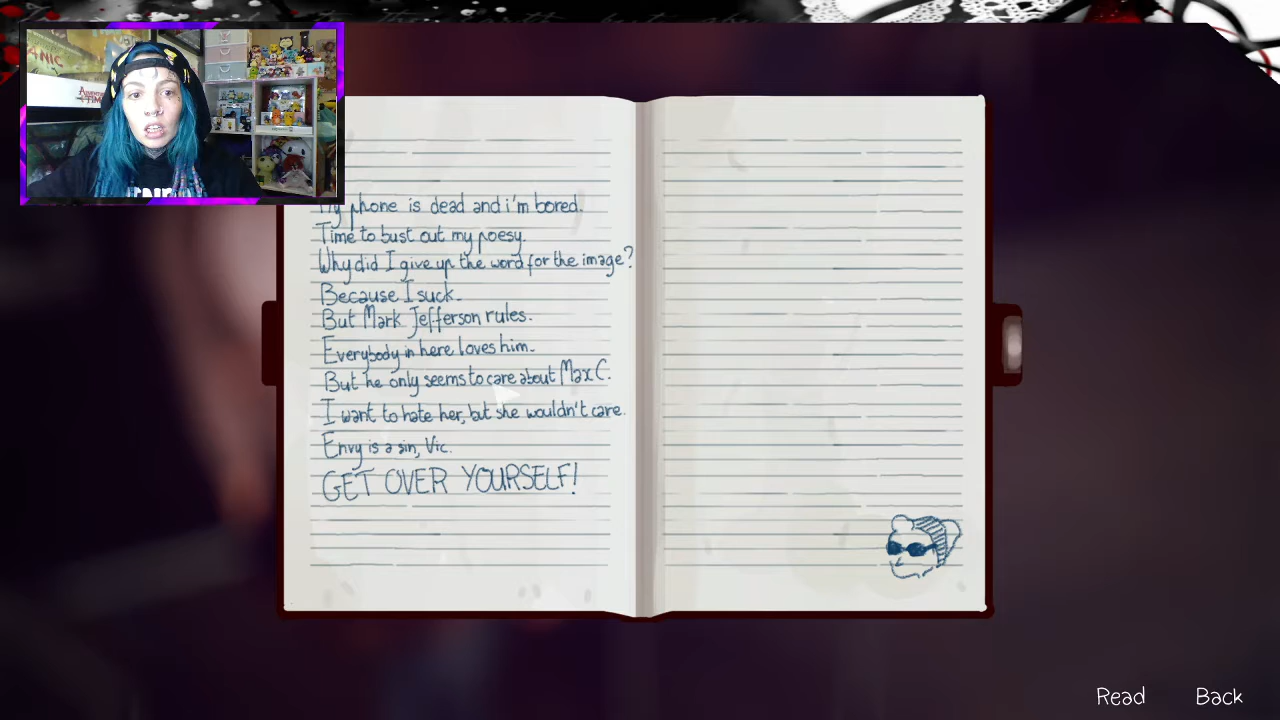 My phone is dead and i'm bored.
Time to bust out my poesy.
Why did I give up the word for the image?
Because I suck.
But Mark Jefferson rules.
Everybody in here loves him.
But he only seems to care about Max C.
I want to hate her, but she wouldn't care.
Envy is a sin, Vic.
GET OVER YOURSELF!
Read
Back